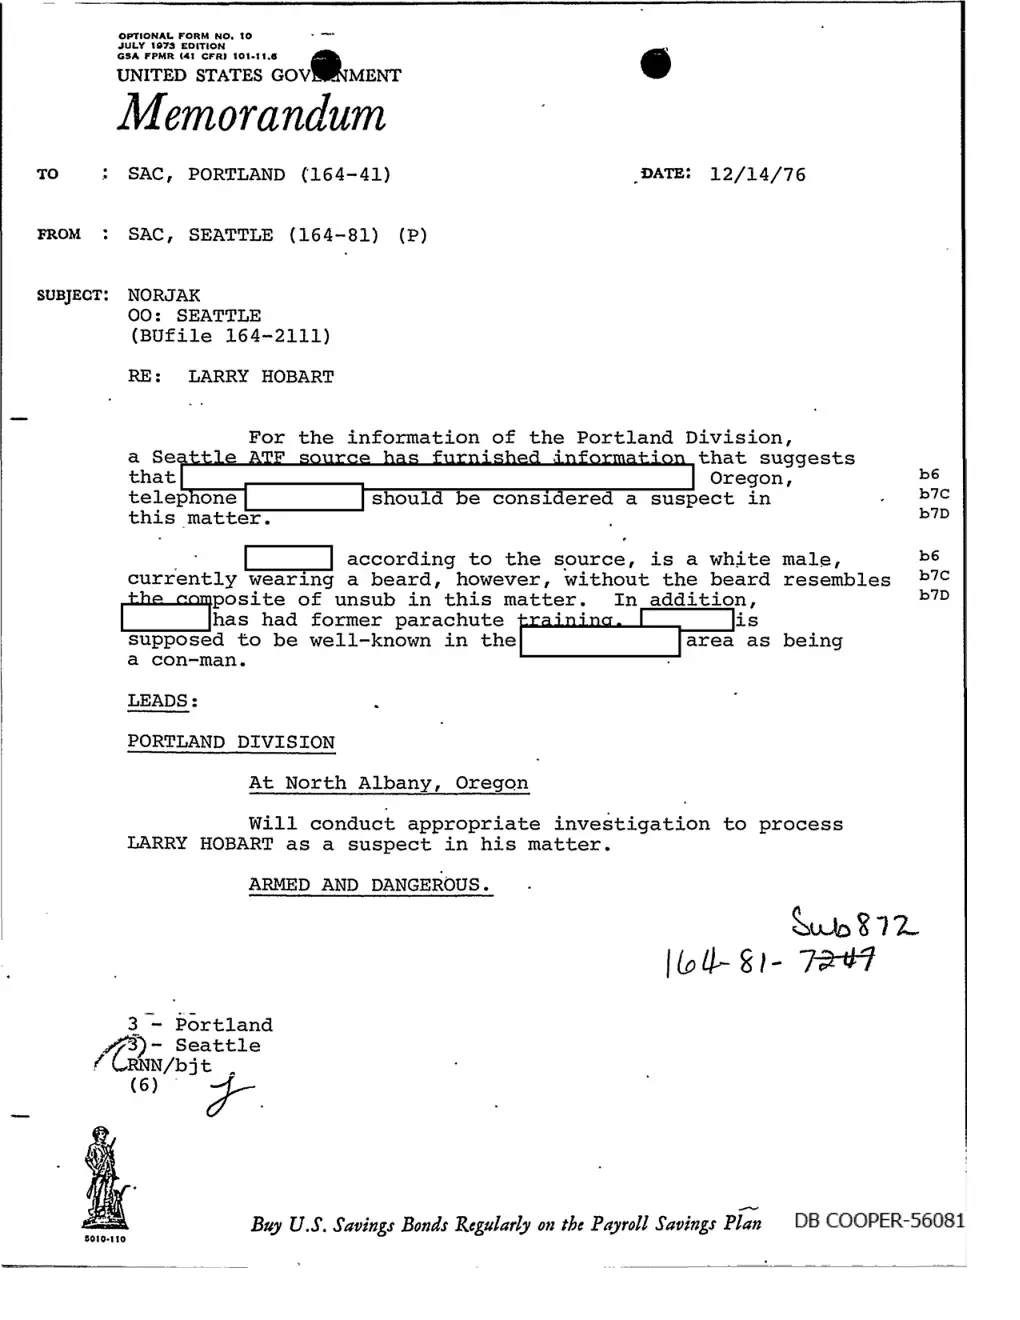 OPTIONAL FORM NO. 10
JULY 1973 EDITION
GSA FPMR (41 CFR) 101-11.6
UNITED STATES GOVERNMENT
Memorandum
TO : SAC, PORTLAND (164-41) DATE: 12/14/76
FROM : SAC, SEATTLE (164-81) (P)
SUBJECT: NORJAK
OO: SEATTLE
(BUfile 164-2111)
RE: LARRY HOBART
For the information of the Portland Division,
a Seattle ATF source has furnished information that suggests
that Oregon, b6
telephone should be considered a suspect in b7C
this matter. b7D
according to the source, is a white male, b6
currently wearing a beard, however, without the beard resembles b7C
the composite of unsub in this matter. In addition, b7D
has had former parachute training. is
supposed to be well-known in the area as being
a con-man.
LEADS:
PORTLAND DIVISION
At North Albany, Oregon
Will conduct appropriate investigation to process
LARRY HOBART as a suspect in his matter.
ARMED AND DANGEROUS.
Sub 872
164-81- 7247
3 - Portland
3 - Seattle
RNN/bjt
(6)
5010-110
Buy U.S. Savings Bonds Regularly on the Payroll Savings Plan
DB COOPER-56081